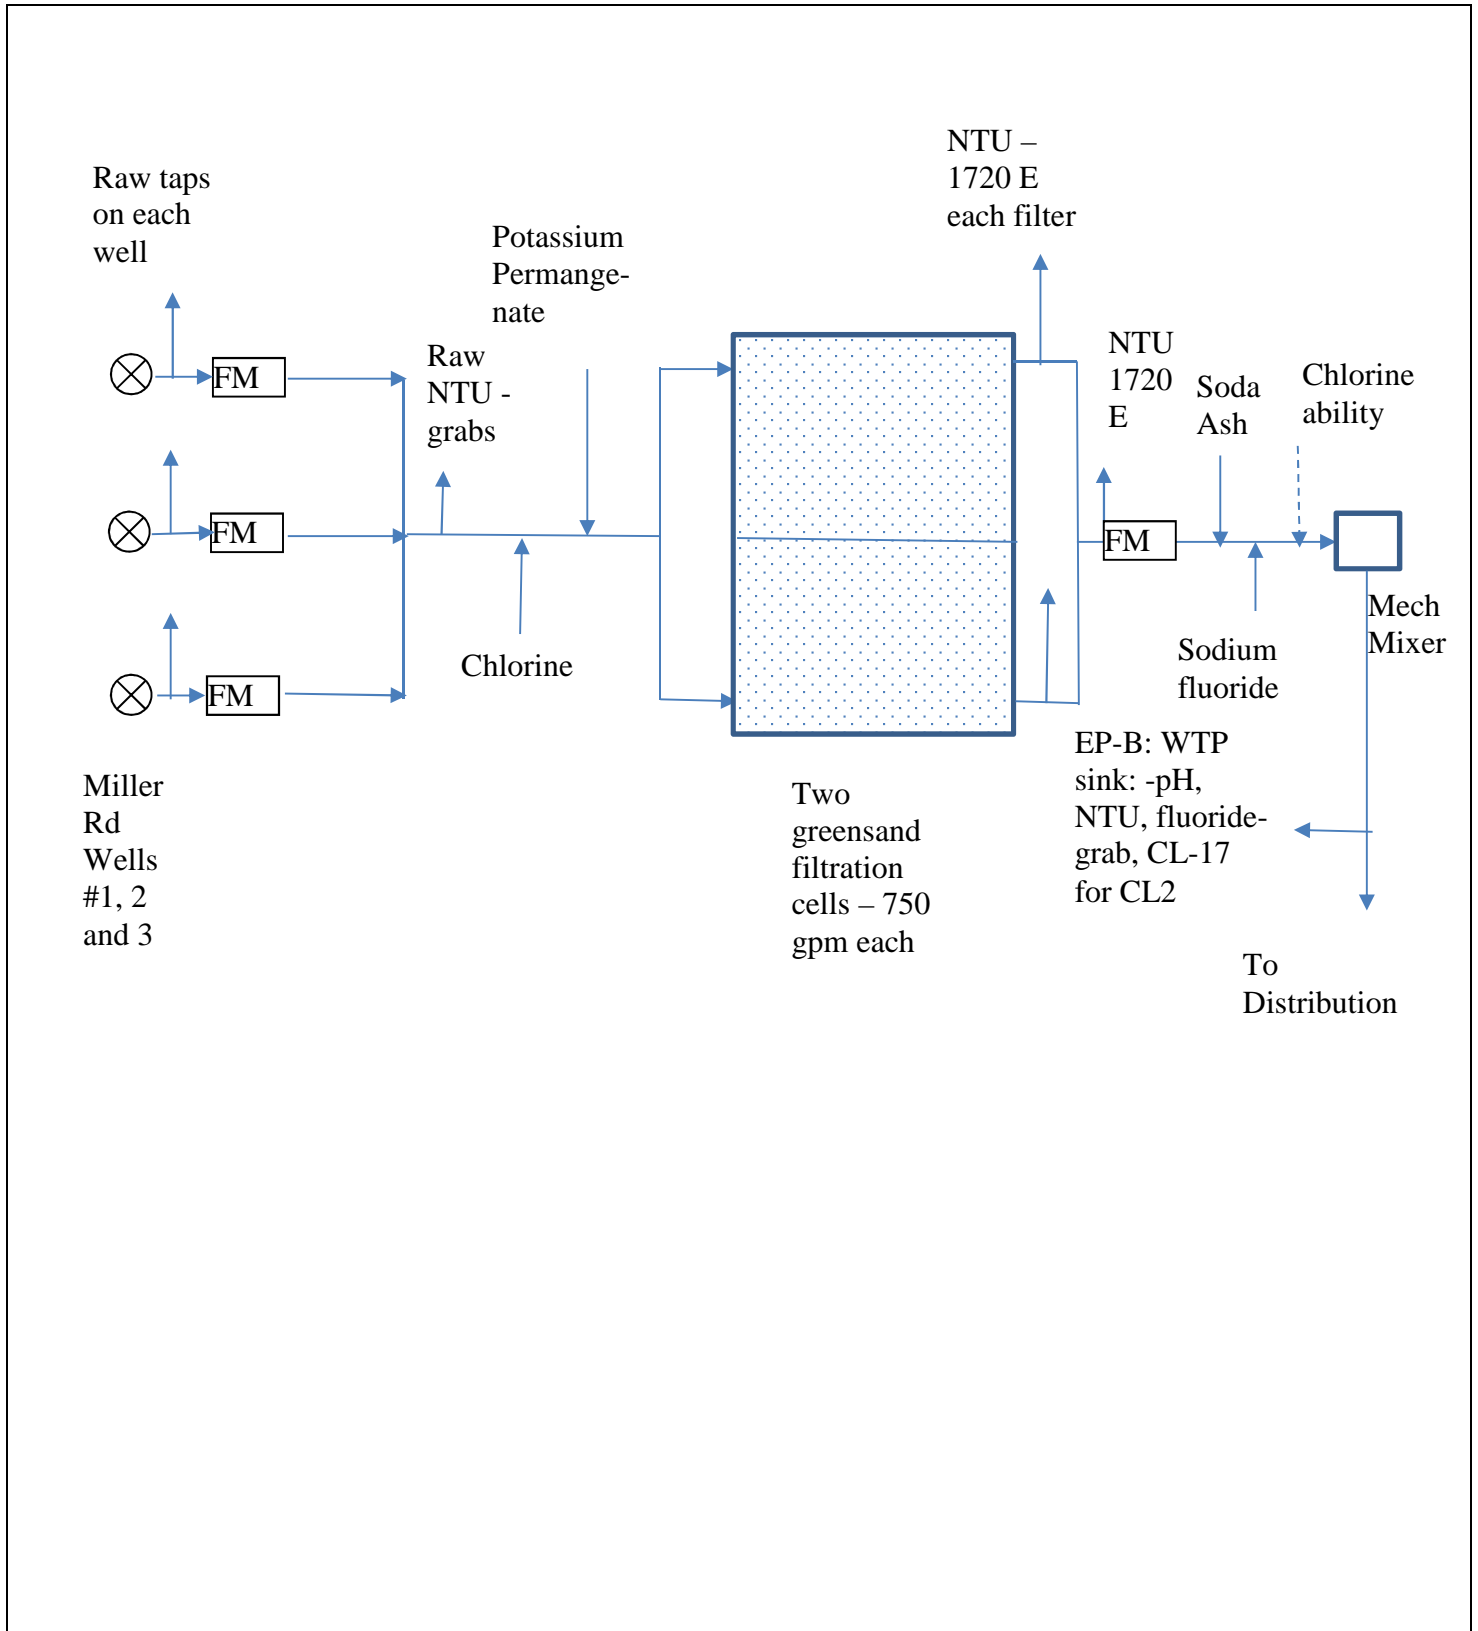 NTU –
1720 E
each filter
Raw taps
on each
well
Potassium
Permange-
nate
Raw
NTU -
grabs
NTU
1720
E
Soda
Ash
Chlorine
ability
FM
FM
FM
FM
Chlorine
Sodium
fluoride
Mech
Mixer
Miller
Rd
Wells
#1, 2
and 3
Two
greensand
filtration
cells – 750
gpm each
EP-B: WTP
sink: -pH,
NTU, fluoride-
grab, CL-17
for CL2
To
Distribution